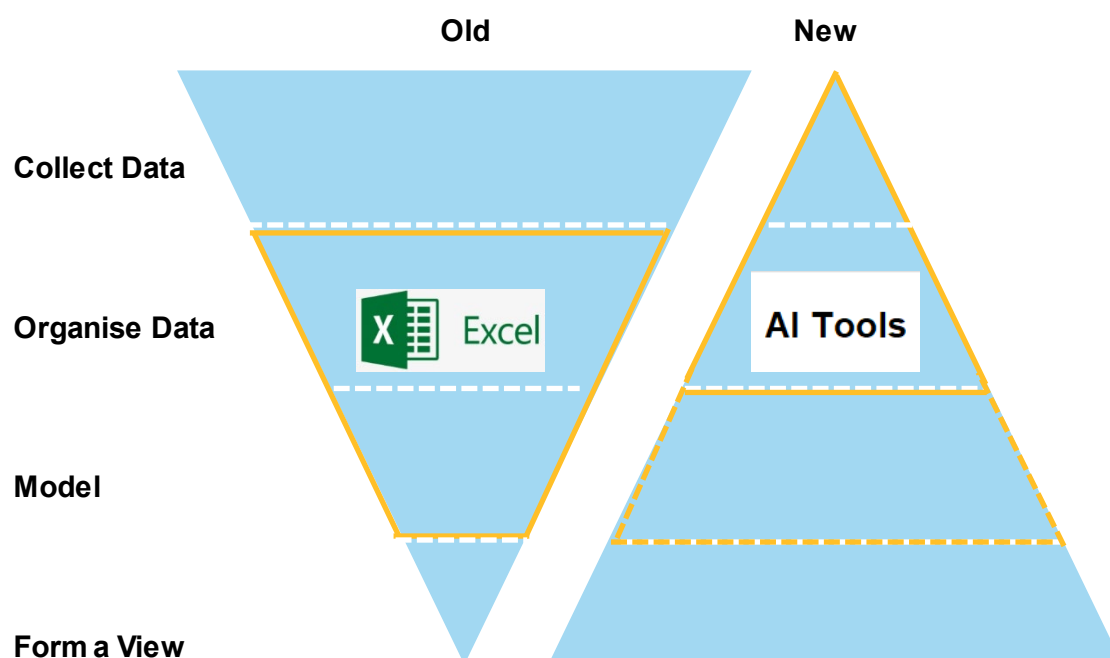 Old
New
Collect Data
Organise Data
X Excel
AI Tools
Model
Form a View